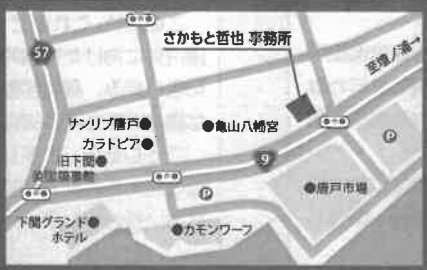 さかもと哲也 事務所
57
至壇ノ浦→
サンリブ唐戸●
●亀山八幡宮
カラトピア●
旧下関●
9
P
P
●唐戸市場
下関グランド●
ホテル
●カモンワーフ